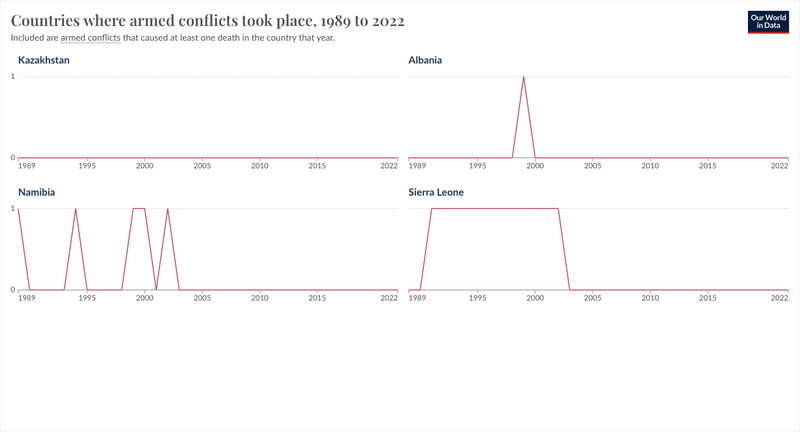 Countries where armed conflicts took place, 1989 to 2022
Our World
in Data
Included are armed conflicts that caused at least one death in the country that year.
Kazakhstan
Albania
1
0
1989 1995 2000 2005 2010 2015 2022
1989 1995 2000 2005 2010 2015 2022
Namibia
Sierra Leone
1
0
1989 1995 2000 2005 2010 2015 2022
1989 1995 2000 2005 2010 2015 2022